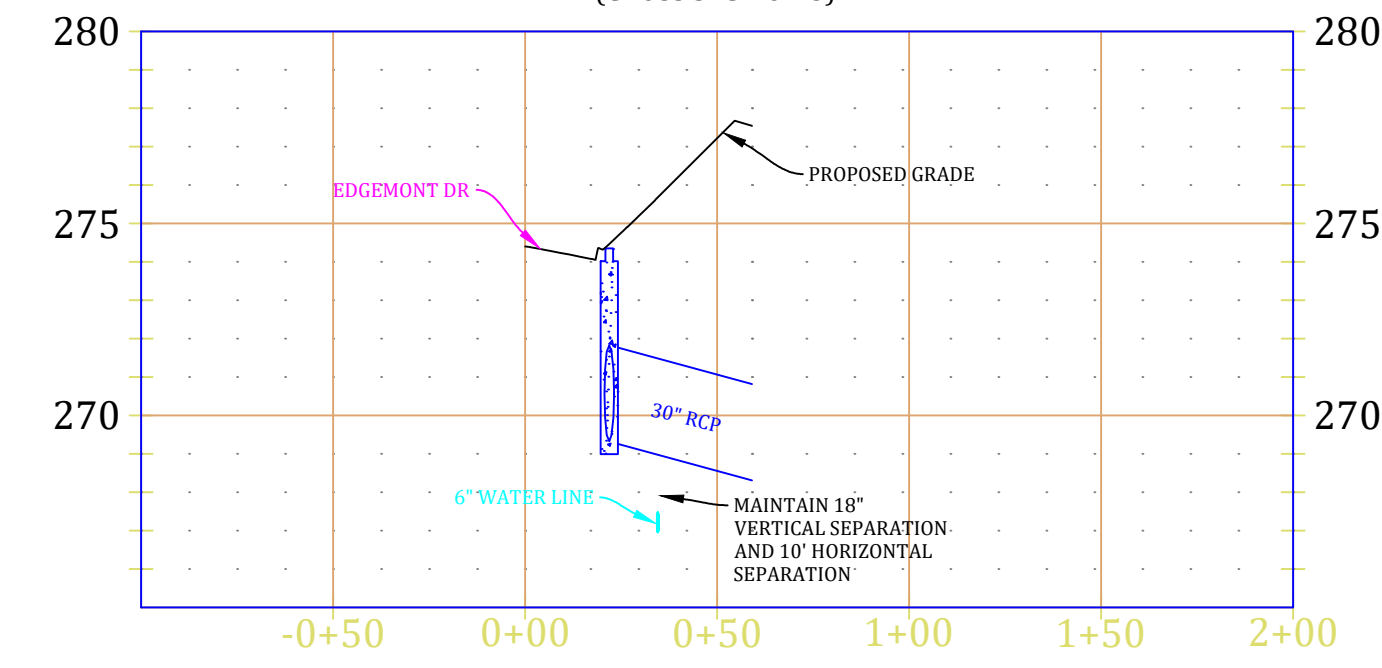 280 280
PROPOSED GRADE
EDGEMONT DR
275 275
270 270
30" RCP
6" WATER LINE
MAINTAIN 18"
VERTICAL SEPARATION
AND 10' HORIZONTAL
SEPARATION
-0+50 0+00 0+50 1+00 1+50 2+00